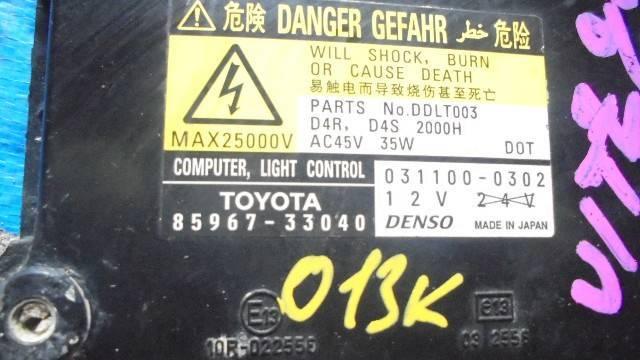 危険 DANGER GEFAHR خطر 危险
WILL SHOCK, BURN
OR CAUSE DEATH
易触电而导致烧伤甚至死亡
MAX25000V
PARTS No.DDLT003
D4R, D4S 2000H
AC45V 35W DOT
COMPUTER, LIGHT CONTROL
031100-0302
12V 24V
TOYOTA
85967-33040
DENSO MADE IN JAPAN
013K
E13
10R-022556
e13
03 2556